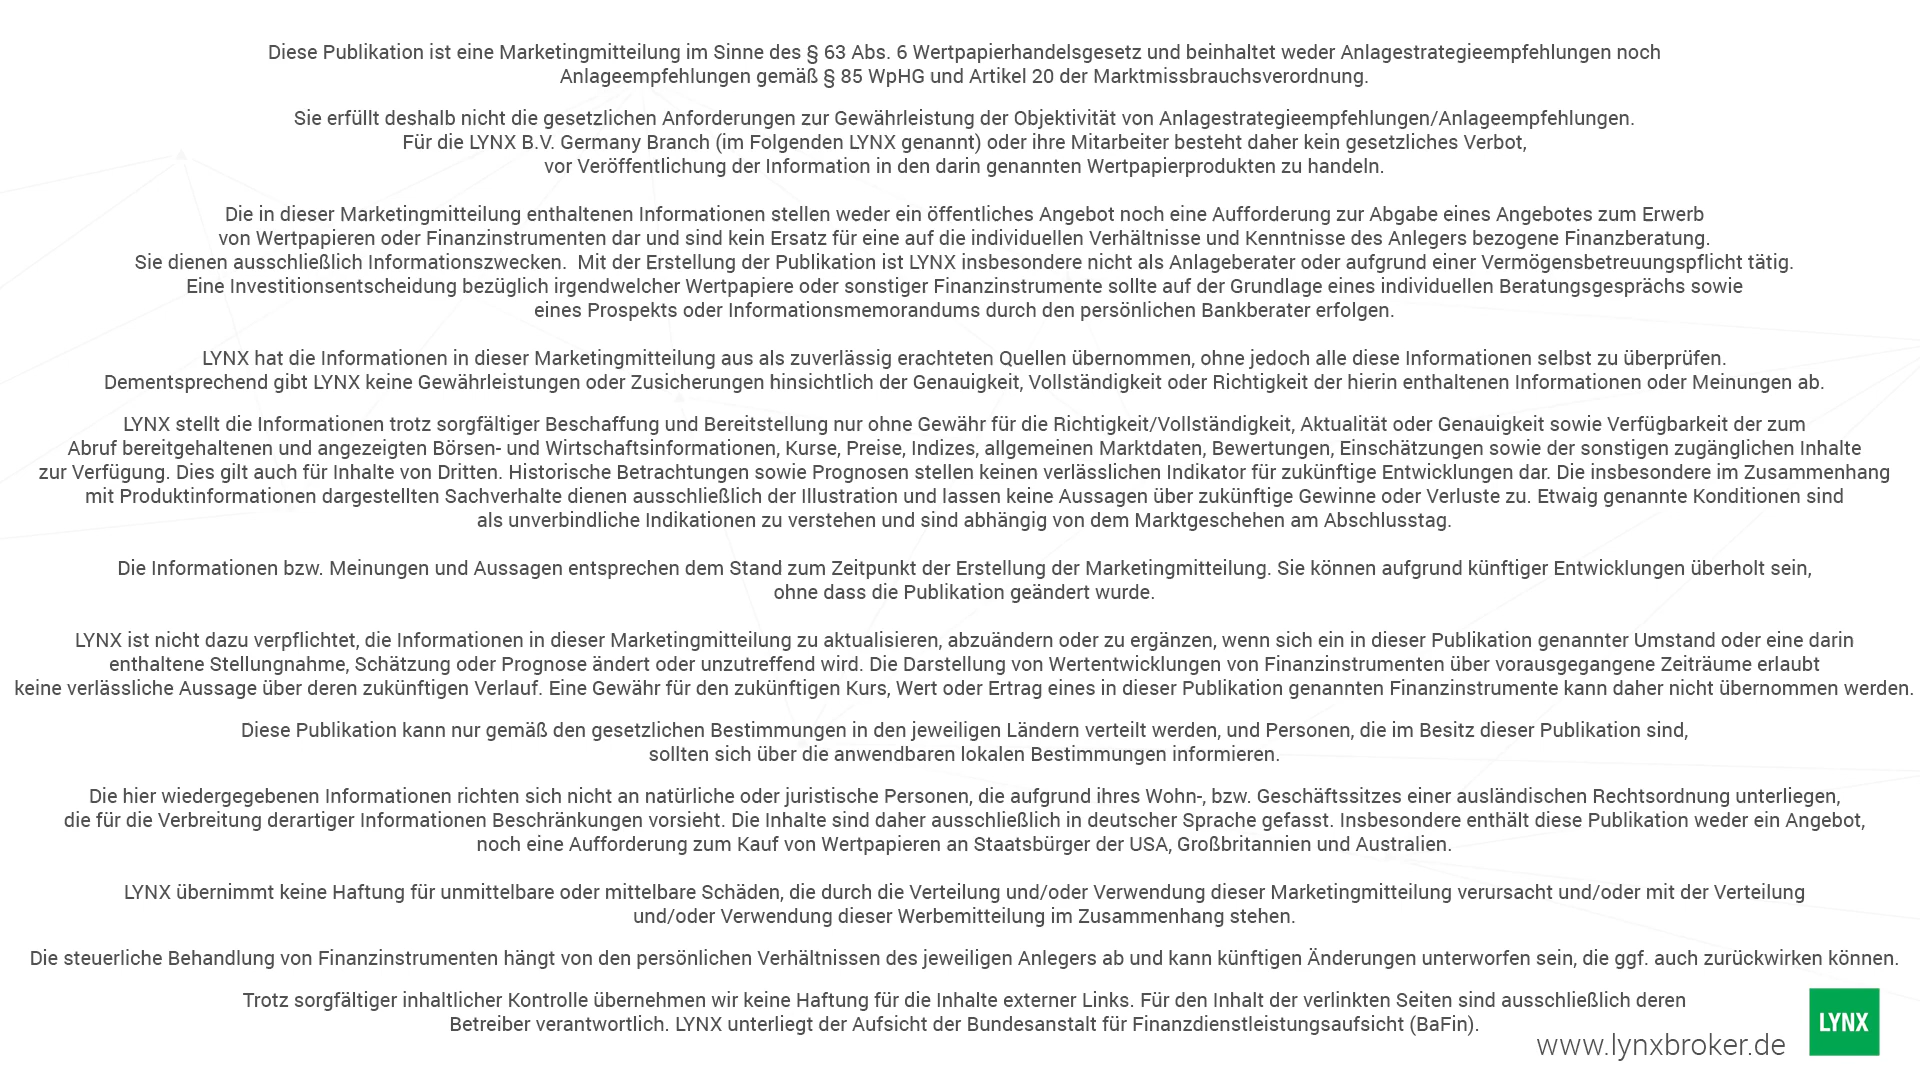 Diese Publikation ist eine Marketingmitteilung im Sinne des § 63 Abs. 6 Wertpapierhandelsgesetz und beinhaltet weder Anlagestrategieempfehlungen noch
Anlageempfehlungen gemäß § 85 WpHG und Artikel 20 der Marktmissbrauchsverordnung.
Sie erfüllt deshalb nicht die gesetzlichen Anforderungen zur Gewährleistung der Objektivität von Anlagestrategieempfehlungen/Anlageempfehlungen.
Für die LYNX B.V. Germany Branch (im Folgenden LYNX genannt) oder ihre Mitarbeiter besteht daher kein gesetzliches Verbot,
vor Veröffentlichung der Information in den darin genannten Wertpapierprodukten zu handeln.
Die in dieser Marketingmitteilung enthaltenen Informationen stellen weder ein öffentliches Angebot noch eine Aufforderung zur Abgabe eines Angebotes zum Erwerb
von Wertpapieren oder Finanzinstrumenten dar und sind kein Ersatz für eine auf die individuellen Verhältnisse und Kenntnisse des Anlegers bezogene Finanzberatung.
Sie dienen ausschließlich Informationszwecken.  Mit der Erstellung der Publikation ist LYNX insbesondere nicht als Anlageberater oder aufgrund einer Vermögensbetreuungspflicht tätig.
Eine Investitionsentscheidung bezüglich irgendwelcher Wertpapiere oder sonstiger Finanzinstrumente sollte auf der Grundlage eines individuellen Beratungsgesprächs sowie
eines Prospekts oder Informationsmemorandums durch den persönlichen Bankberater erfolgen.
LYNX hat die Informationen in dieser Marketingmitteilung aus als zuverlässig erachteten Quellen übernommen, ohne jedoch alle diese Informationen selbst zu überprüfen.
Dementsprechend gibt LYNX keine Gewährleistungen oder Zusicherungen hinsichtlich der Genauigkeit, Vollständigkeit oder Richtigkeit der hierin enthaltenen Informationen oder Meinungen ab.
LYNX stellt die Informationen trotz sorgfältiger Beschaffung und Bereitstellung nur ohne Gewähr für die Richtigkeit/Vollständigkeit, Aktualität oder Genauigkeit sowie Verfügbarkeit der zum
Abruf bereitgehaltenen und angezeigten Börsen- und Wirtschaftsinformationen, Kurse, Preise, Indizes, allgemeinen Marktdaten, Bewertungen, Einschätzungen sowie der sonstigen zugänglichen Inhalte
zur Verfügung. Dies gilt auch für Inhalte von Dritten. Historische Betrachtungen sowie Prognosen stellen keinen verlässlichen Indikator für zukünftige Entwicklungen dar. Die insbesondere im Zusammenhang
mit Produktinformationen dargestellten Sachverhalte dienen ausschließlich der Illustration und lassen keine Aussagen über zukünftige Gewinne oder Verluste zu. Etwaig genannte Konditionen sind
als unverbindliche Indikationen zu verstehen und sind abhängig von dem Marktgeschehen am Abschlusstag.
Die Informationen bzw. Meinungen und Aussagen entsprechen dem Stand zum Zeitpunkt der Erstellung der Marketingmitteilung. Sie können aufgrund künftiger Entwicklungen überholt sein,
ohne dass die Publikation geändert wurde.
LYNX ist nicht dazu verpflichtet, die Informationen in dieser Marketingmitteilung zu aktualisieren, abzuändern oder zu ergänzen, wenn sich ein in dieser Publikation genannter Umstand oder eine darin
enthaltene Stellungnahme, Schätzung oder Prognose ändert oder unzutreffend wird. Die Darstellung von Wertentwicklungen von Finanzinstrumenten über vorausgegangene Zeiträume erlaubt
keine verlässliche Aussage über deren zukünftigen Verlauf. Eine Gewähr für den zukünftigen Kurs, Wert oder Ertrag eines in dieser Publikation genannten Finanzinstrumente kann daher nicht übernommen werden.
Diese Publikation kann nur gemäß den gesetzlichen Bestimmungen in den jeweiligen Ländern verteilt werden, und Personen, die im Besitz dieser Publikation sind,
sollten sich über die anwendbaren lokalen Bestimmungen informieren.
Die hier wiedergegebenen Informationen richten sich nicht an natürliche oder juristische Personen, die aufgrund ihres Wohn-, bzw. Geschäftssitzes einer ausländischen Rechtsordnung unterliegen,
die für die Verbreitung derartiger Informationen Beschränkungen vorsieht. Die Inhalte sind daher ausschließlich in deutscher Sprache gefasst. Insbesondere enthält diese Publikation weder ein Angebot,
noch eine Aufforderung zum Kauf von Wertpapieren an Staatsbürger der USA, Großbritannien und Australien.
LYNX übernimmt keine Haftung für unmittelbare oder mittelbare Schäden, die durch die Verteilung und/oder Verwendung dieser Marketingmitteilung verursacht und/oder mit der Verteilung
und/oder Verwendung dieser Werbemitteilung im Zusammenhang stehen.
Die steuerliche Behandlung von Finanzinstrumenten hängt von den persönlichen Verhältnissen des jeweiligen Anlegers ab und kann künftigen Änderungen unterworfen sein, die ggf. auch zurückwirken können.
Trotz sorgfältiger inhaltlicher Kontrolle übernehmen wir keine Haftung für die Inhalte externer Links. Für den Inhalt der verlinkten Seiten sind ausschließlich deren
Betreiber verantwortlich. LYNX unterliegt der Aufsicht der Bundesanstalt für Finanzdienstleistungsaufsicht (BaFin).
www.lynxbroker.de
LYNX